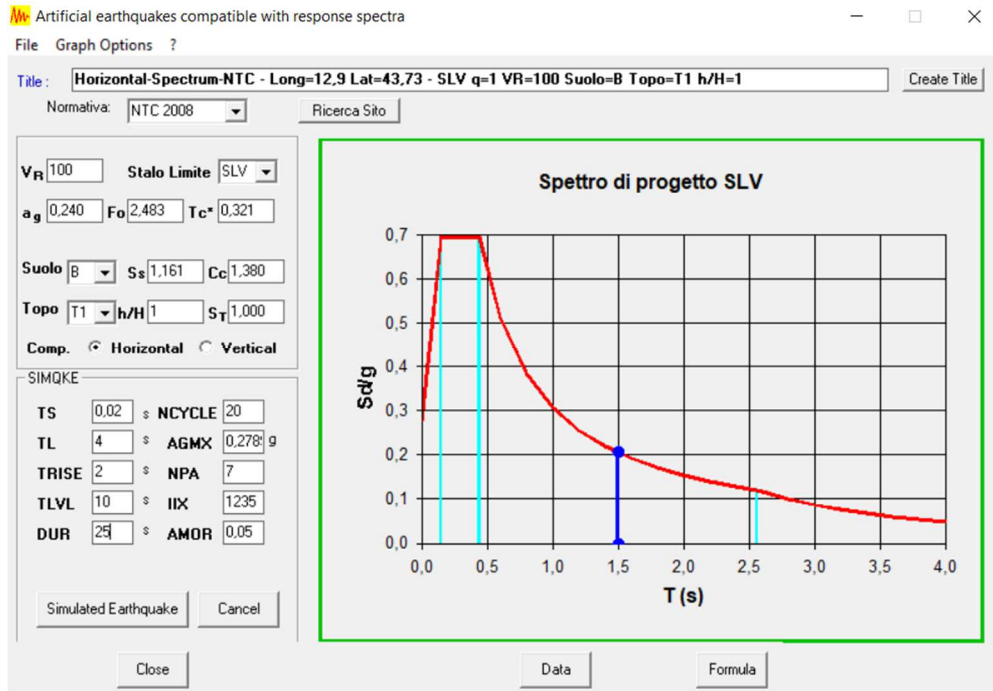 Artificial earthquakes compatible with response spectra
File Graph Options ?
Title : Horizontal-Spectrum-NTC - Long=12,9 Lat=43,73 - SLV q=1 VR=100 Suolo=B Topo=T1 h/H=1 Create Title
Normativa: NTC 2008 Ricerca Sito
VR 100 Stalo Limite SLV
ag 0,240 Fo 2,483 Tc* 0,321
Suolo B Ss 1,161 Cc 1,380
Topo T1 h/H 1 ST 1,000
Comp. Horizontal Vertical
SIMQKE
TS 0,02 s NCYCLE 20
TL 4 s AGMX 0,278 g
TRISE 2 s NPA 7
TLVL 10 s IIX 1235
DUR 25 s AMOR 0,05
Simulated Earthquake Cancel
Spettro di progetto SLV
Sd/g
0,7
0,6
0,5
0,4
0,3
0,2
0,1
0,0
0,0 0,5 1,0 1,5 2,0 2,5 3,0 3,5 4,0
T (s)
Close Data Formula